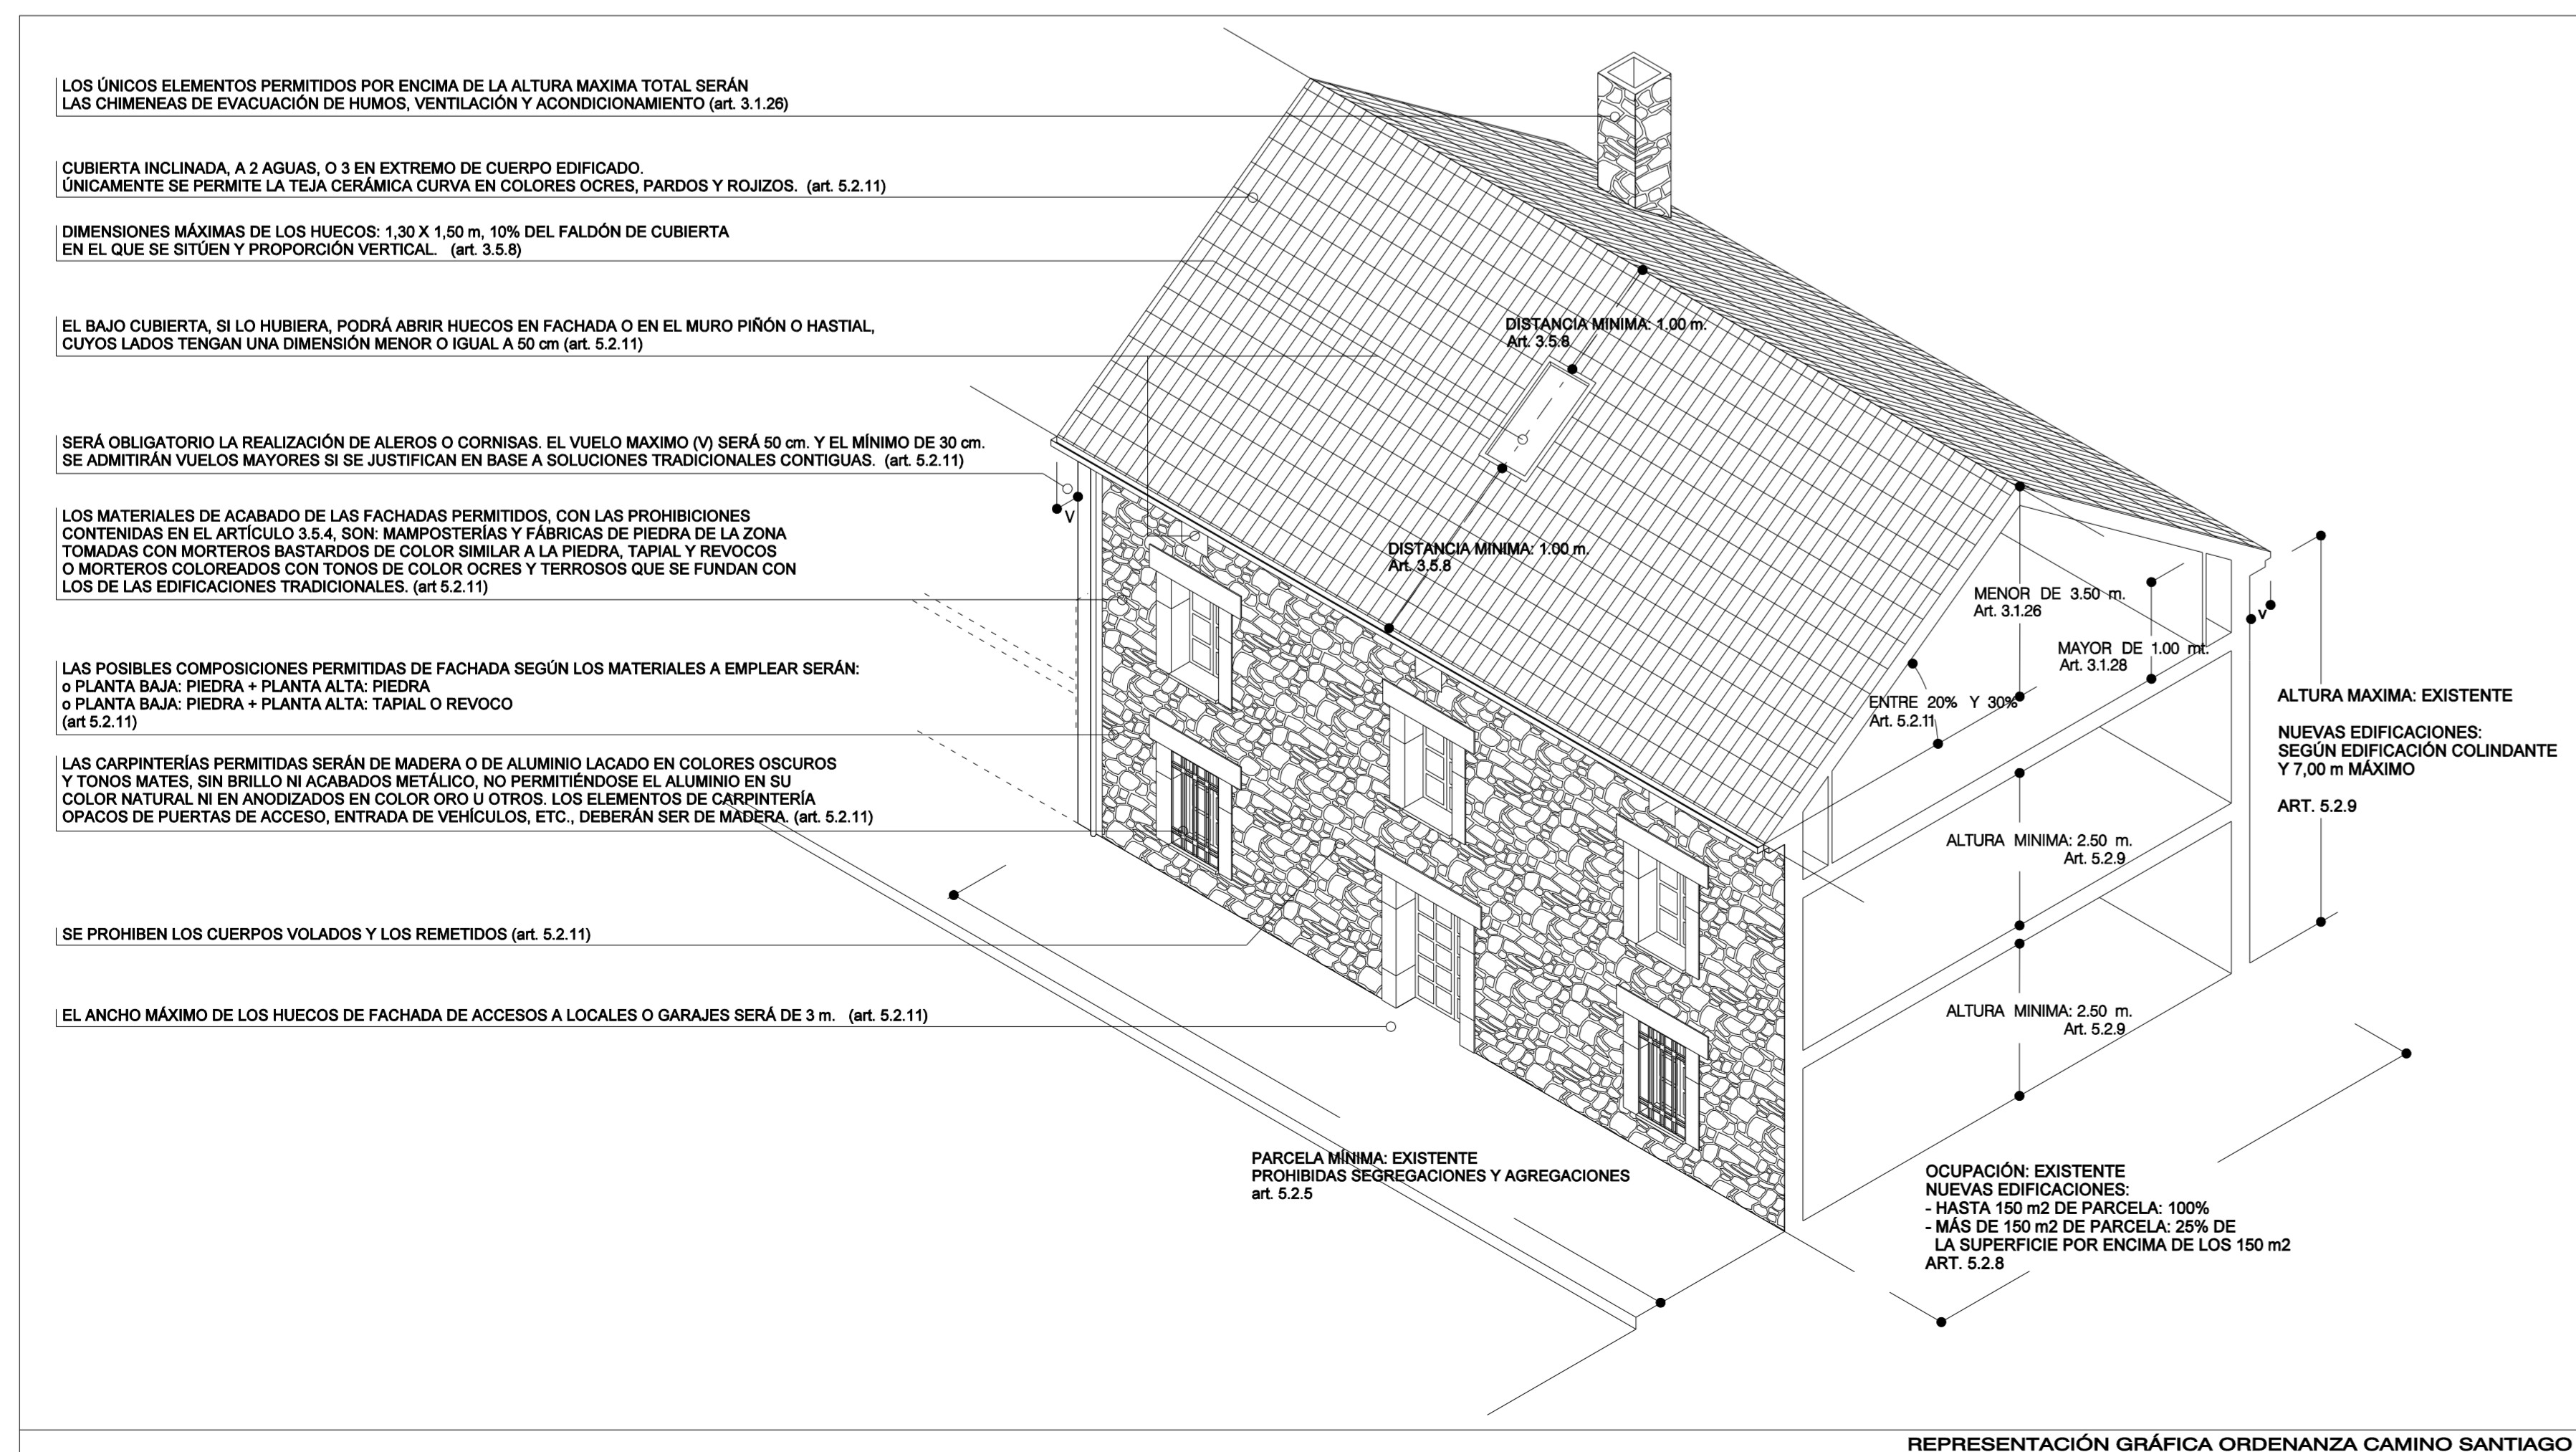 LOS ÚNICOS ELEMENTOS PERMITIDOS POR ENCIMA DE LA ALTURA MAXIMA TOTAL SERÁN
LAS CHIMENEAS DE EVACUACIÓN DE HUMOS, VENTILACIÓN Y ACONDICIONAMIENTO (art. 3.1.26)
CUBIERTA INCLINADA, A 2 AGUAS, O 3 EN EXTREMO DE CUERPO EDIFICADO.
ÚNICAMENTE SE PERMITE LA TEJA CERÁMICA CURVA EN COLORES OCRES, PARDOS Y ROJIZOS. (art. 5.2.11)
DIMENSIONES MÁXIMAS DE LOS HUECOS: 1,30 X 1,50 m, 10% DEL FALDÓN DE CUBIERTA
EN EL QUE SE SITÚEN Y PROPORCIÓN VERTICAL. (art. 3.5.8)
EL BAJO CUBIERTA, SI LO HUBIERA, PODRÁ ABRIR HUECOS EN FACHADA O EN EL MURO PIÑÓN O HASTIAL,
CUYOS LADOS TENGAN UNA DIMENSIÓN MENOR O IGUAL A 50 cm (art. 5.2.11)
SERÁ OBLIGATORIO LA REALIZACIÓN DE ALEROS O CORNISAS. EL VUELO MAXIMO (V) SERÁ 50 cm. Y EL MÍNIMO DE 30 cm.
SE ADMITIRÁN VUELOS MAYORES SI SE JUSTIFICAN EN BASE A SOLUCIONES TRADICIONALES CONTIGUAS. (art. 5.2.11)
LOS MATERIALES DE ACABADO DE LAS FACHADAS PERMITIDOS, CON LAS PROHIBICIONES
CONTENIDAS EN EL ARTÍCULO 3.5.4, SON: MAMPOSTERÍAS Y FÁBRICAS DE PIEDRA DE LA ZONA
TOMADAS CON MORTEROS BASTARDOS DE COLOR SIMILAR A LA PIEDRA, TAPIAL Y REVOCOS
O MORTEROS COLOREADOS CON TONOS DE COLOR OCRES Y TERROSOS QUE SE FUNDAN CON
LOS DE LAS EDIFICACIONES TRADICIONALES. (art 5.2.11)
LAS POSIBLES COMPOSICIONES PERMITIDAS DE FACHADA SEGÚN LOS MATERIALES A EMPLEAR SERÁN:
o PLANTA BAJA: PIEDRA + PLANTA ALTA: PIEDRA
o PLANTA BAJA: PIEDRA + PLANTA ALTA: TAPIAL O REVOCO
(art 5.2.11)
LAS CARPINTERÍAS PERMITIDAS SERÁN DE MADERA O DE ALUMINIO LACADO EN COLORES OSCUROS
Y TONOS MATES, SIN BRILLO NI ACABADOS METÁLICO, NO PERMITIÉNDOSE EL ALUMINIO EN SU
COLOR NATURAL NI EN ANODIZADOS EN COLOR ORO U OTROS. LOS ELEMENTOS DE CARPINTERÍA
OPACOS DE PUERTAS DE ACCESO, ENTRADA DE VEHÍCULOS, ETC., DEBERÁN SER DE MADERA. (art. 5.2.11)
SE PROHIBEN LOS CUERPOS VOLADOS Y LOS REMETIDOS (art. 5.2.11)
EL ANCHO MÁXIMO DE LOS HUECOS DE FACHADA DE ACCESOS A LOCALES O GARAJES SERÁ DE 3 m. (art. 5.2.11)
V
DISTANCIA MINIMA: 1.00 m.
Art. 3.5.8
DISTANCIA MINIMA: 1.00 m.
Art. 3.5.8
MENOR DE 3.50 m.
Art. 3.1.26
MAYOR DE 1.00 mt.
Art. 3.1.28
ENTRE 20% Y 30%
Art. 5.2.11
V
ALTURA MAXIMA: EXISTENTE
NUEVAS EDIFICACIONES:
SEGÚN EDIFICACIÓN COLINDANTE
Y 7,00 m MÁXIMO
ART. 5.2.9
ALTURA MINIMA: 2.50 m.
Art. 5.2.9
ALTURA MINIMA: 2.50 m.
Art. 5.2.9
PARCELA MÍNIMA: EXISTENTE
PROHIBIDAS SEGREGACIONES Y AGREGACIONES
art. 5.2.5
OCUPACIÓN: EXISTENTE
NUEVAS EDIFICACIONES:
- HASTA 150 m2 DE PARCELA: 100%
- MÁS DE 150 m2 DE PARCELA: 25% DE
LA SUPERFICIE POR ENCIMA DE LOS 150 m2
ART. 5.2.8
REPRESENTACIÓN GRÁFICA ORDENANZA CAMINO SANTIAGO